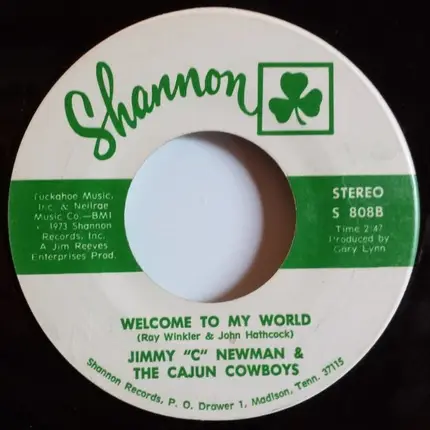 Shannon
Tuckahoe Music,
Inc. & Neilrae
Music Co.—BMI
© 1973 Shannon
Records, Inc.
A Jim Reeves
Enterprises Prod.
STEREO
S 808B
Time 2:47
Produced by
Gary Lynn
WELCOME TO MY WORLD
(Ray Winkler & John Hathcock)
JIMMY "C" NEWMAN &
THE CAJUN COWBOYS
Shannon Records, P. O. Drawer 1, Madison, Tenn. 37115